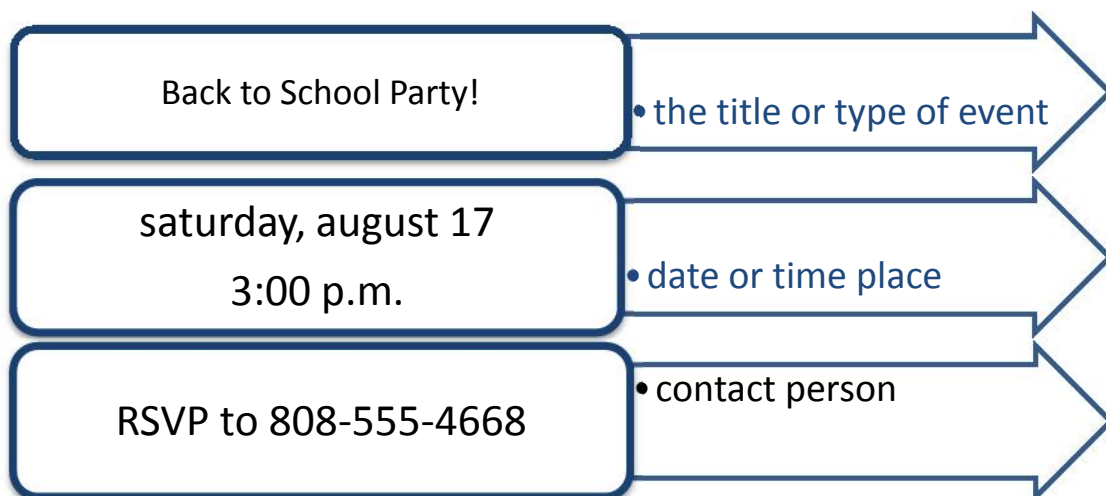 Back to School Party!
• the title or type of event
saturday, august 17
3:00 p.m.
• date or time place
RSVP to 808-555-4668
• contact person